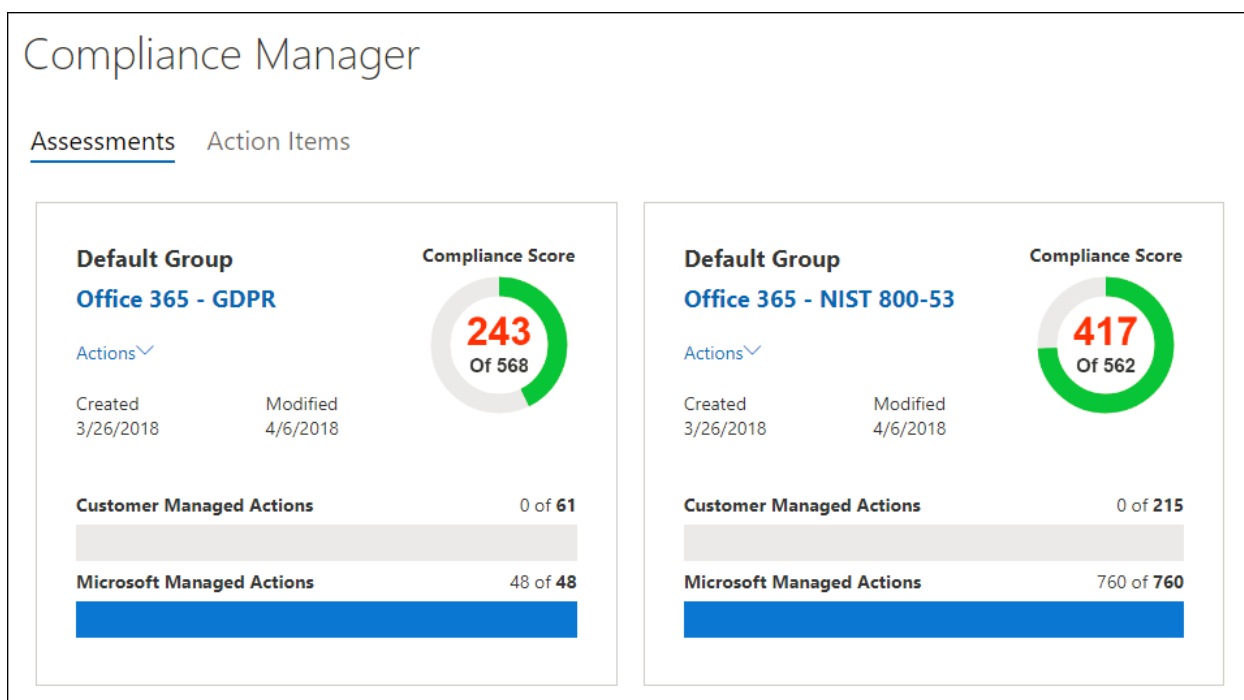 Compliance Manager
Assessments Action Items
Default Group
Office 365 - GDPR
Actions
Compliance Score
243
Of 568
Created Modified
3/26/2018 4/6/2018
Customer Managed Actions 0 of 61
Microsoft Managed Actions 48 of 48
Default Group
Office 365 - NIST 800-53
Actions
Compliance Score
417
Of 562
Created Modified
3/26/2018 4/6/2018
Customer Managed Actions 0 of 215
Microsoft Managed Actions 760 of 760